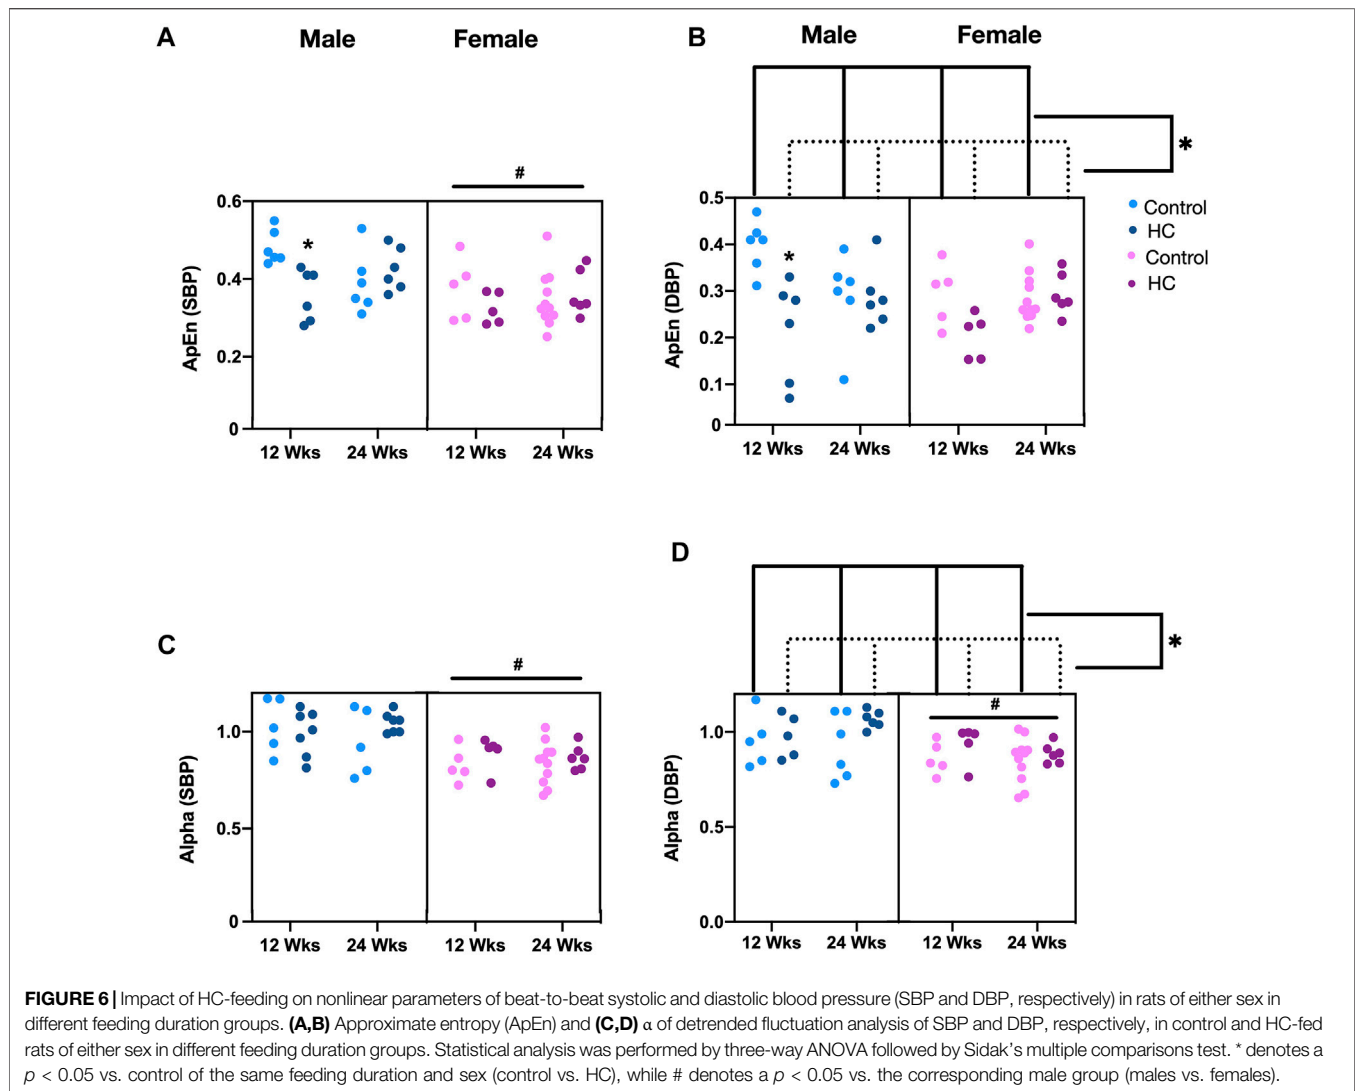 A Male Female
B Male Female
#
*
0.6
0.4
0.2
0
ApEn (SBP)
*
12 Wks 24 Wks 12 Wks 24 Wks
0.5
0.4
0.3
0.2
0.1
0
ApEn (DBP)
*
12 Wks 24 Wks 12 Wks 24 Wks
Control
HC
Control
HC
C
#
1.0
0.5
0
Alpha (SBP)
12 Wks 24 Wks 12 Wks 24 Wks
D
*
#
1.0
0.5
0.0
Alpha (DBP)
12 Wks 24 Wks 12 Wks 24 Wks
FIGURE 6 | Impact of HC-feeding on nonlinear parameters of beat-to-beat systolic and diastolic blood pressure (SBP and DBP, respectively) in rats of either sex in
different feeding duration groups. (A,B) Approximate entropy (ApEn) and (C,D) α of detrended fluctuation analysis of SBP and DBP, respectively, in control and HC-fed
rats of either sex in different feeding duration groups. Statistical analysis was performed by three-way ANOVA followed by Sidak's multiple comparisons test. * denotes a
p < 0.05 vs. control of the same feeding duration and sex (control vs. HC), while # denotes a p < 0.05 vs. the corresponding male group (males vs. females).